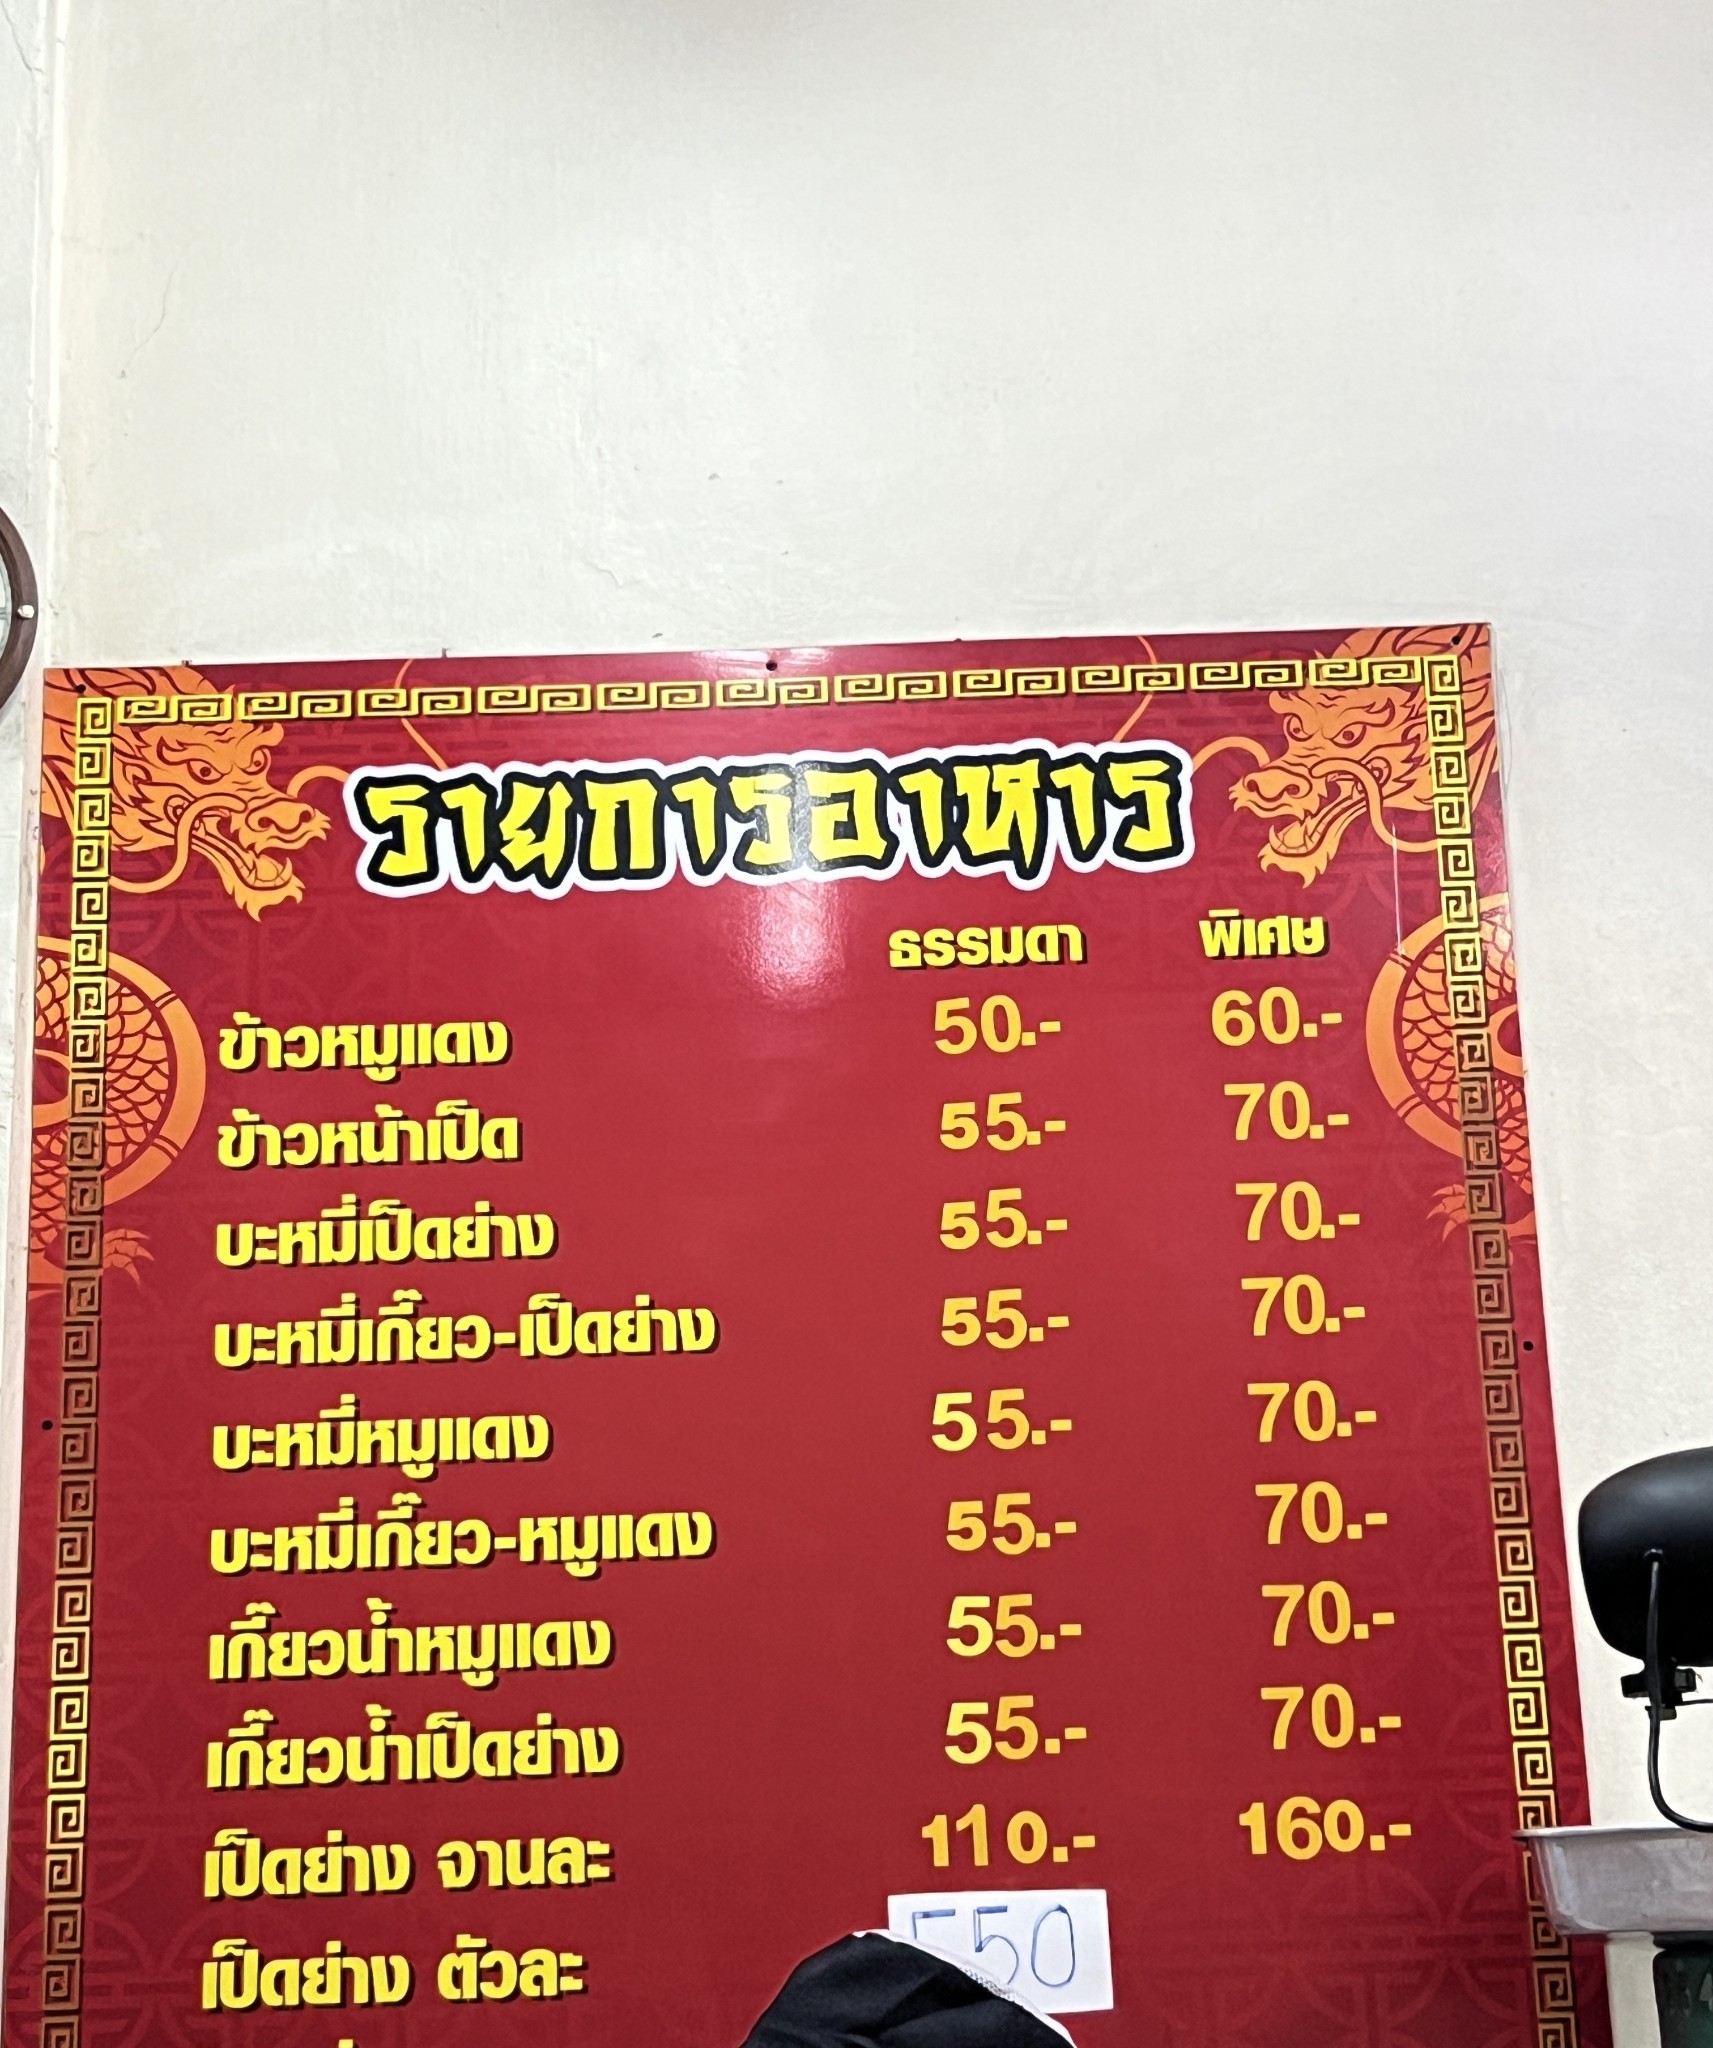 รายการอาหาร
ธรรมดา พิเศษ
ข้าวหมูแดง 50.- 60.-
ข้าวหน้าเป็ด 55.- 70.-
บะหมี่เป็ดย่าง 55.- 70.-
บะหมี่เกี๊ยว-เป็ดย่าง 55.- 70.-
บะหมี่หมูแดง 55.- 70.-
บะหมี่เกี๊ยว-หมูแดง 55.- 70.-
เกี๊ยวน้ำหมูแดง 55.- 70.-
เกี๊ยวน้ำเป็ดย่าง 55.- 70.-
เป็ดย่าง จานละ 110.- 160.-
เป็ดย่าง ตัวละ 550